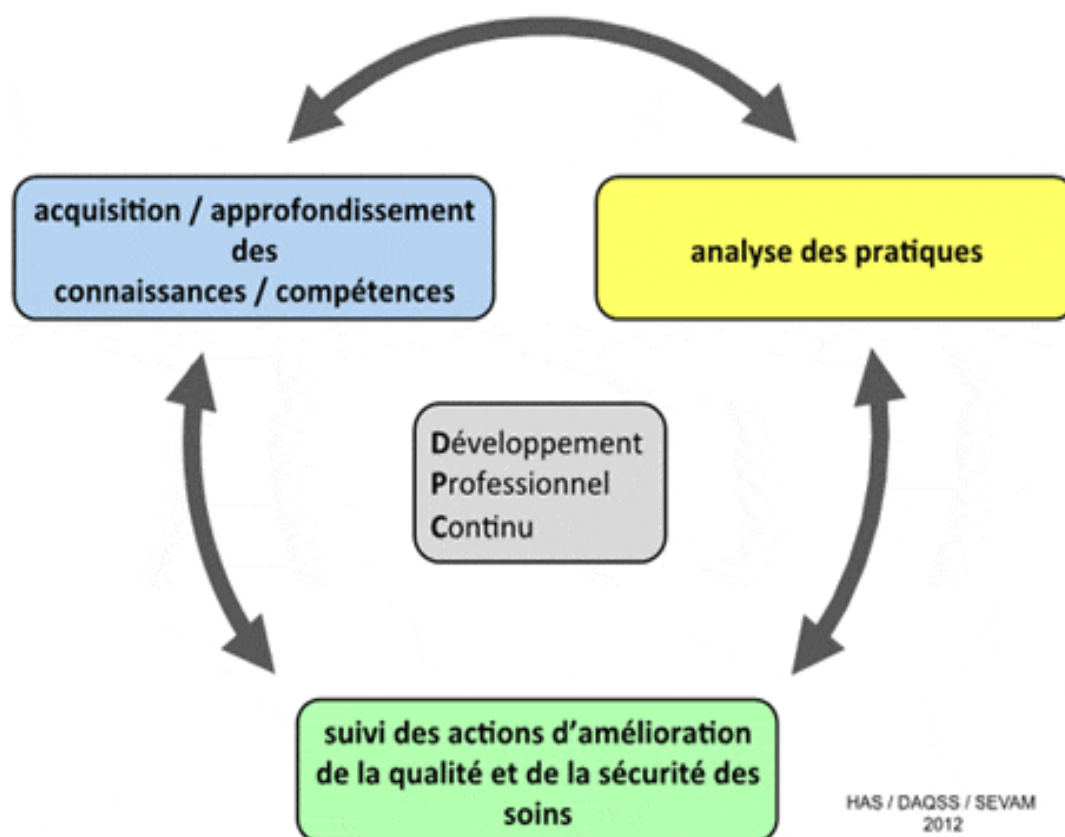 acquisition / approfondissement
des
connaissances / compétences
analyse des pratiques
Développement
Professionnel
Continu
suivi des actions d’amélioration
de la qualité et de la sécurité des
soins
HAS / DAQSS / SEVAM
2012